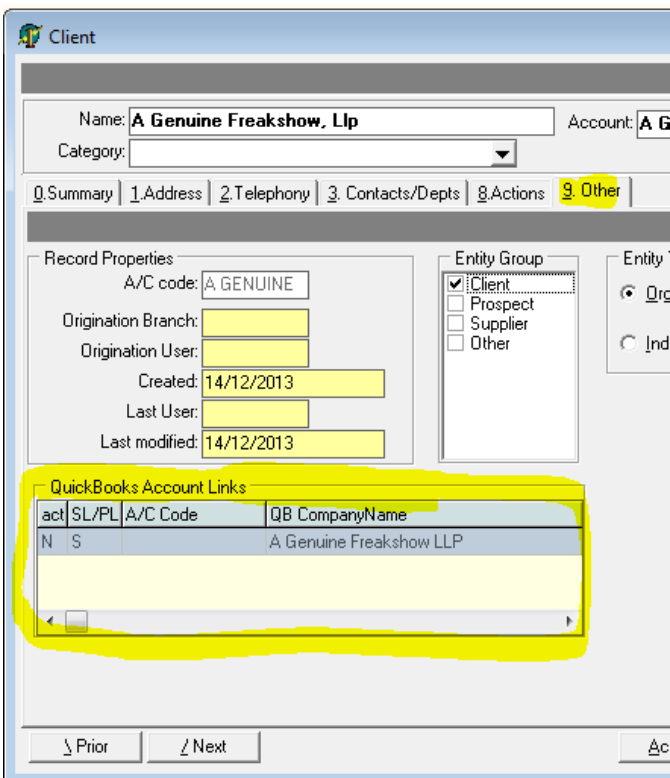 Client
Name: A Genuine Freakshow, Llp Account: A G
Category:
0.Summary 1.Address 2.Telephony 3. Contacts/Depts 8.Actions 9. Other
Record Properties Entity Group Entity
A/C code: A GENUINE Client Org
Origination Branch: Prospect
Origination User: Supplier
Other Ind
Created: 14/12/2013
Last User:
Last modified: 14/12/2013
QuickBooks Account Links
act SL/PL A/C Code QB CompanyName
N S A Genuine Freakshow LLP
\ Prior / Next Ac